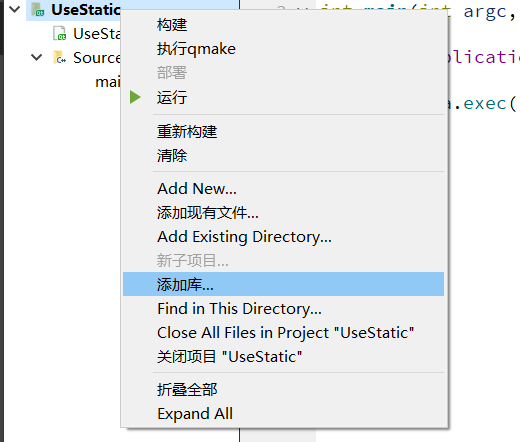 UseStatic
UseSta
Source
mai
int main(int argc,
plicatio
a.exec(
构建
执行qmake
部署
运行
重新构建
清除
Add New...
添加现有文件...
Add Existing Directory...
新子项目...
添加库...
Find in This Directory...
Close All Files in Project "UseStatic"
关闭项目 "UseStatic"
折叠全部
Expand All